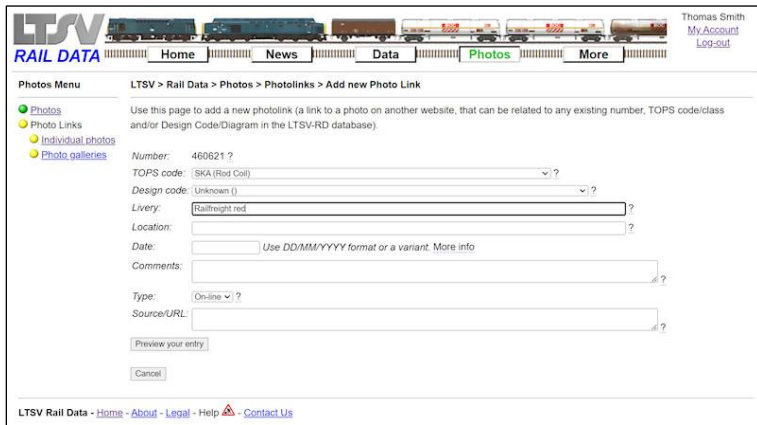 LTSV
RAIL DATA
Home
News
Data
Photos
More
Thomas Smith
My Account
Log-out
Photos Menu
Photos
Photo Links
Individual photos
Photo galleries
LTSV > Rail Data > Photos > Photolinks > Add new Photo Link
Use this page to add a new photolink (a link to a photo on another website, that can be related to any existing number, TOPS code/class
and/or Design Code/Diagram in the LTSV-RD database).
Number: 460621 ?
TOPS code: SKA (Rod Coil) ?
Design code: Unknown () ?
Livery: Railfreight red ?
Location: ?
Date: Use DD/MM/YYYY format or a variant. More info
Comments: ?
Type: On-line ?
Source/URL: ?
Preview your entry
Cancel
LTSV Rail Data - Home - About - Legal - Help - Contact Us